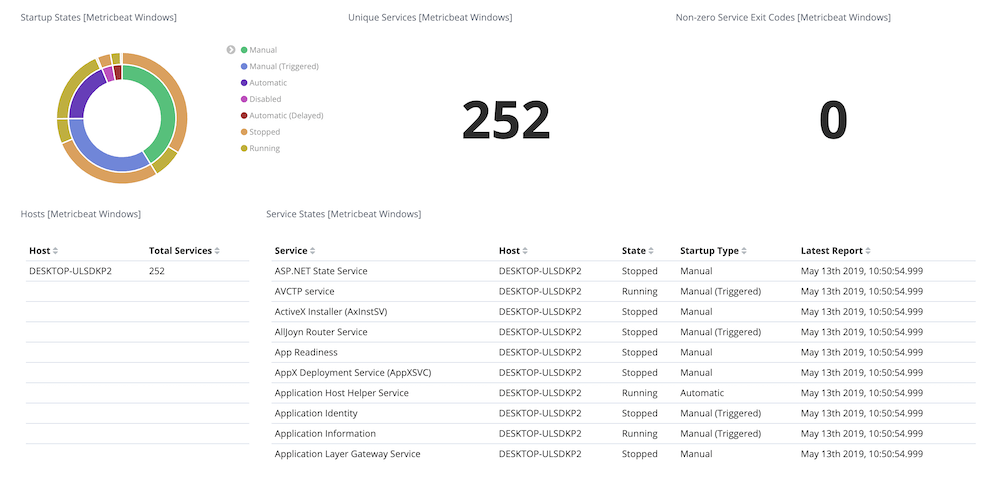 Startup States [Metricbeat Windows]
Manual
Manual (Triggered)
Automatic
Disabled
Automatic (Delayed)
Stopped
Running
Unique Services [Metricbeat Windows]
252
Non-zero Service Exit Codes [Metricbeat Windows]
0
Hosts [Metricbeat Windows]
Host Total Services
DESKTOP-ULSDKP2 252
Service States [Metricbeat Windows]
Service Host State Startup Type Latest Report
ASP.NET State Service DESKTOP-ULSDKP2 Stopped Manual May 13th 2019, 10:50:54.999
AVCTP service DESKTOP-ULSDKP2 Running Manual (Triggered) May 13th 2019, 10:50:54.999
ActiveX Installer (AxInstSV) DESKTOP-ULSDKP2 Stopped Manual May 13th 2019, 10:50:54.999
AllJoyn Router Service DESKTOP-ULSDKP2 Stopped Manual (Triggered) May 13th 2019, 10:50:54.999
App Readiness DESKTOP-ULSDKP2 Stopped Manual May 13th 2019, 10:50:54.999
AppX Deployment Service (AppXSVC) DESKTOP-ULSDKP2 Stopped Manual May 13th 2019, 10:50:54.999
Application Host Helper Service DESKTOP-ULSDKP2 Running Automatic May 13th 2019, 10:50:54.999
Application Identity DESKTOP-ULSDKP2 Stopped Manual (Triggered) May 13th 2019, 10:50:54.999
Application Information DESKTOP-ULSDKP2 Running Manual (Triggered) May 13th 2019, 10:50:54.999
Application Layer Gateway Service DESKTOP-ULSDKP2 Stopped Manual May 13th 2019, 10:50:54.999